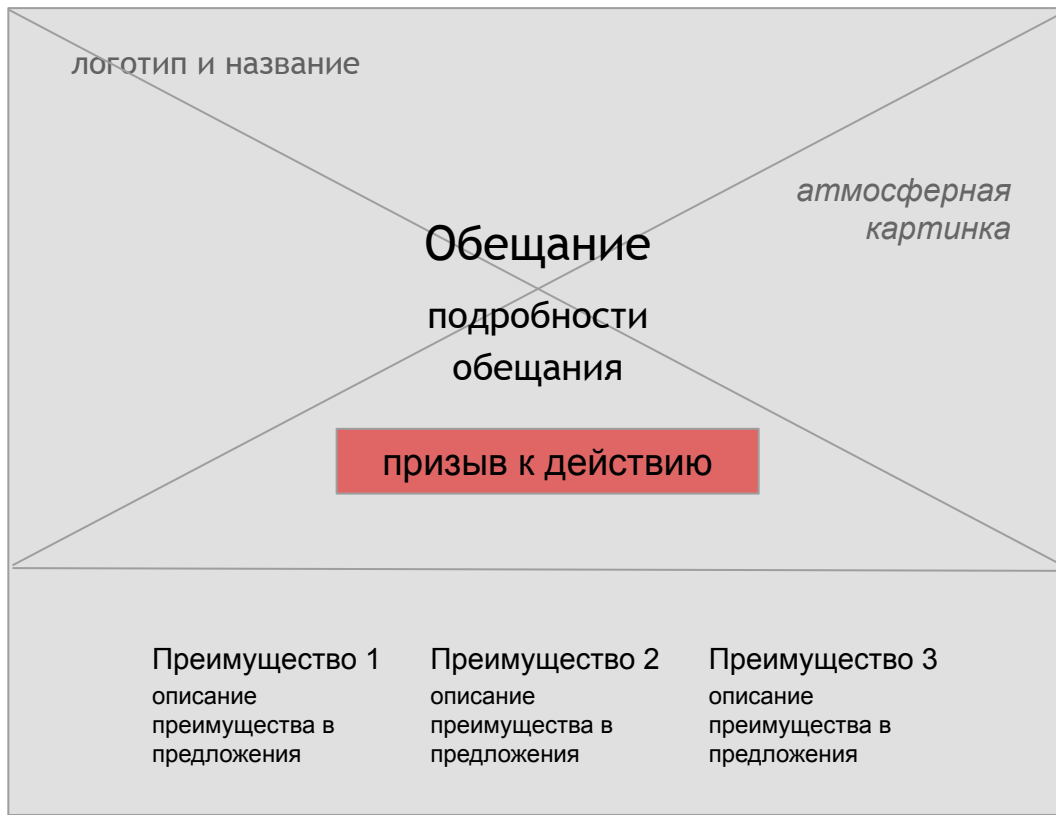 логотип и название
атмосферная
картинка
Обещание
подробности
обещания
призыв к действию
Преимущество 1
описание
преимущества в
предложения
Преимущество 2
описание
преимущества в
предложения
Преимущество 3
описание
преимущества в
предложения